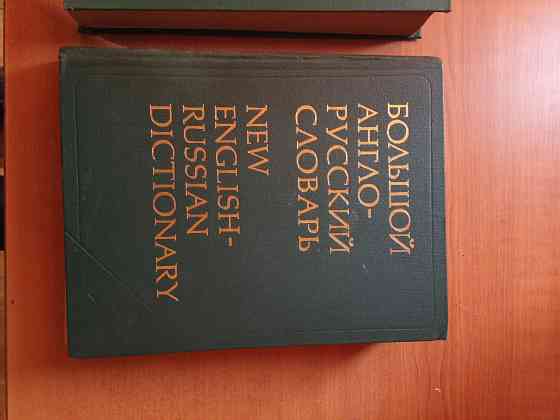 БОЛЬШОЙ
АНГЛО-
РУССКИЙ
СЛОВАРЬ
NEW
ENGLISH-
RUSSIAN
DICTIONARY